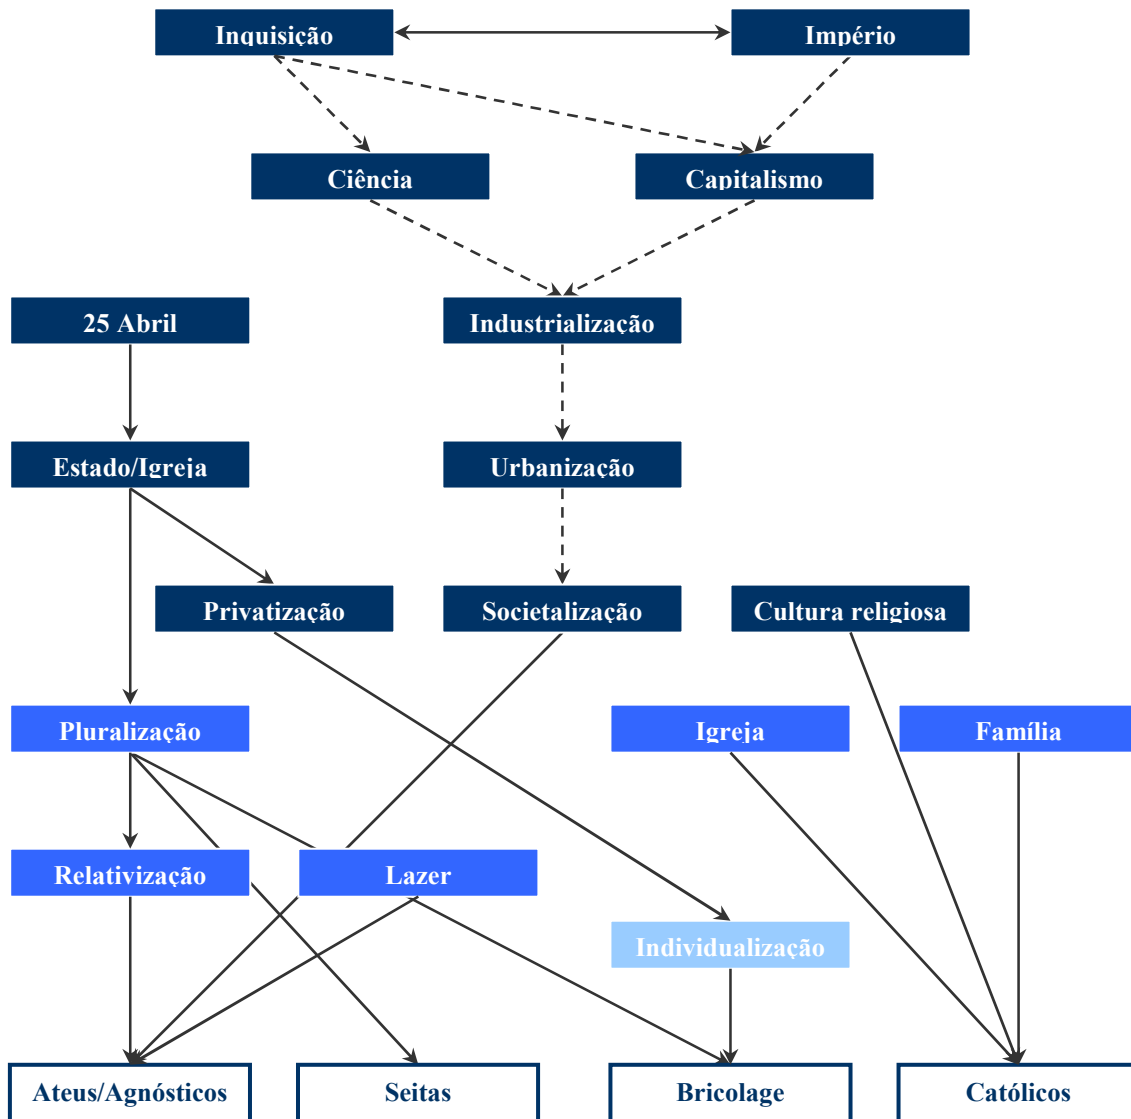 Inquisição
Império
Ciência
Capitalismo
25 Abril
Industrialização
Estado/Igreja
Urbanização
Privatização
Societalização
Cultura religiosa
Pluralização
Igreja
Família
Relativização
Lazer
Individualização
Ateus/Agnósticos
Seitas
Bricolage
Católicos